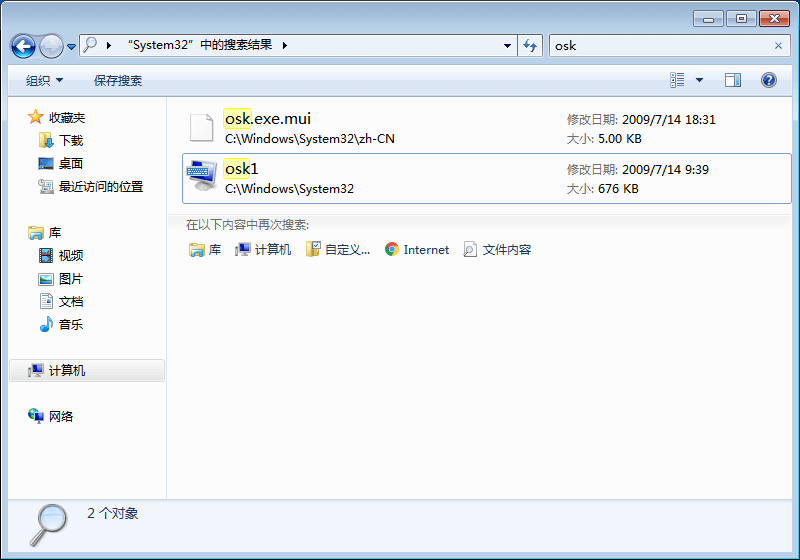 “System32”中的搜索结果
osk
组织
保存搜索
收藏夹
下载
桌面
最近访问的位置
库
视频
图片
文档
音乐
计算机
网络
osk.exe.mui
修改日期: 2009/7/14 18:31
C:\Windows\System32\zh-CN
大小: 5.00 KB
osk1
修改日期: 2009/7/14 9:39
C:\Windows\System32
大小: 676 KB
在以下内容中再次搜索:
库 计算机 自定义... Internet 文件内容
2 个对象